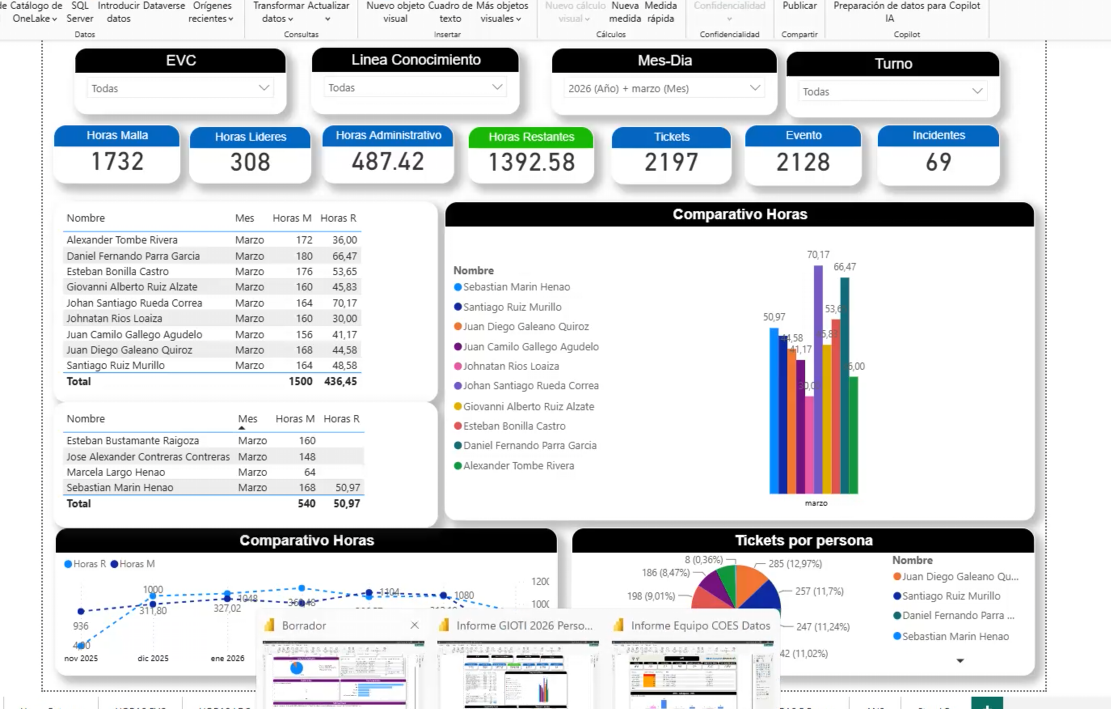 Catálogo de OneLake
SQL Server
Introducir datos
Dataverse
Orígenes recientes
Transformar datos
Actualizar
Nuevo objeto visual
Cuadro de texto
Más objetos visuales
Nuevo cálculo visual
Nueva medida
Medida rápida
Confidencialidad
Publicar
Preparación de datos para Copilot IA
Datos
Consultas
Insertar
Cálculos
Confidencialidad
Compartir
Copilot
EVC
Todas
Linea Conocimiento
Todas
Mes-Dia
2026 (Año) + marzo (Mes)
Turno
Todas
Horas Malla
1732
Horas Lideres
308
Horas Administrativo
487.42
Horas Restantes
1392.58
Tickets
2197
Evento
2128
Incidentes
69
Nombre Mes Horas M Horas R
Alexander Tombe Rivera Marzo 172 36,00
Daniel Fernando Parra Garcia Marzo 180 66,47
Esteban Bonilla Castro Marzo 176 53,65
Giovanni Alberto Ruiz Alzate Marzo 160 45,83
Johan Santiago Rueda Correa Marzo 164 70,17
Johnatan Rios Loaiza Marzo 160 30,00
Juan Camilo Gallego Agudelo Marzo 156 41,17
Juan Diego Galeano Quiroz Marzo 168 44,58
Santiago Ruiz Murillo Marzo 164 48,58
Total 1500 436,45
Nombre Mes Horas M Horas R
Esteban Bustamante Raigoza Marzo 160
Jose Alexander Contreras Contreras Marzo 148
Marcela Largo Henao Marzo 64
Sebastian Marin Henao Marzo 168 50,97
Total 540 50,97
Comparativo Horas
Nombre
Sebastian Marin Henao
Santiago Ruiz Murillo
Juan Diego Galeano Quiroz
Juan Camilo Gallego Agudelo
Johnatan Rios Loaiza
Johan Santiago Rueda Correa
Giovanni Alberto Ruiz Alzate
Esteban Bonilla Castro
Daniel Fernando Parra Garcia
Alexander Tombe Rivera
70,17
66,47
50,97
marzo
Comparativo Horas
Horas R Horas M
1000
311,80
1048
327,02
1104
1080
936
nov 2025
dic 2025
ene 2026
Tickets por persona
8 (0,36%)
285 (12,97%)
186 (8,47%)
257 (11,7%)
198 (9,01%)
247 (11,24%)
Nombre
Juan Diego Galeano Qu...
Santiago Ruiz Murillo
Daniel Fernando Parra ...
Sebastian Marin Henao
Borrador
Informe GIOTI 2026 Perso...
Informe Equipo COES Datos